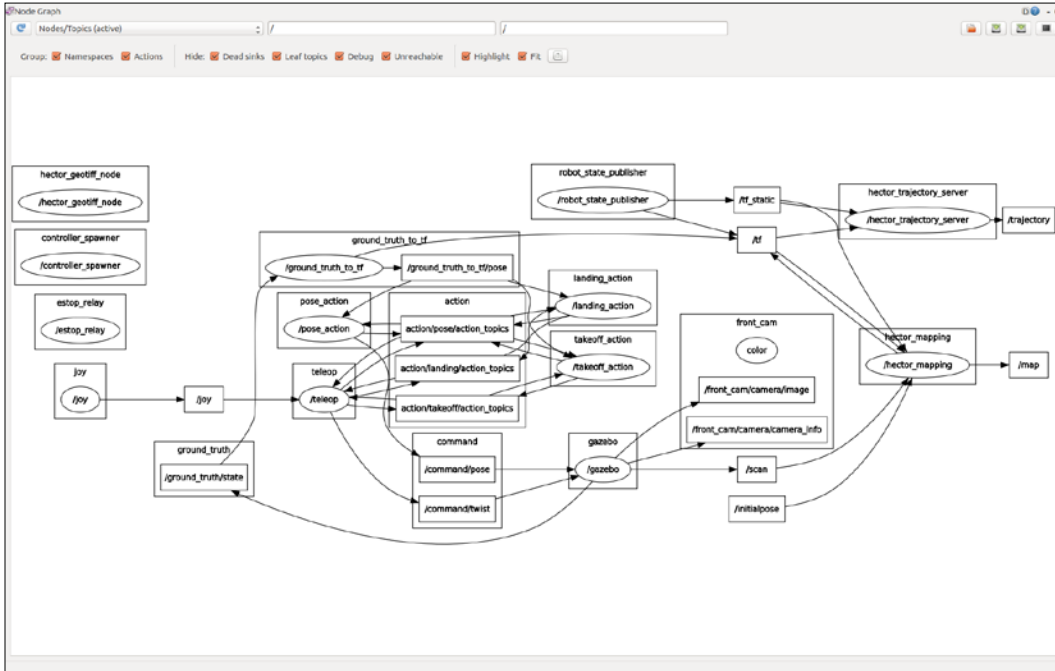 Node Graph
Nodes/Topics (active)
/
/
Group: Namespaces Actions Hide: Dead sinks Leaf topics Debug Unreachable Highlight Fit
hector_geotiff_node
/hector_geotiff_node
controller_spawner
/controller_spawner
estop_relay
/estop_relay
joy
/joy
/joy
ground_truth
/ground_truth/state
ground_truth_to_tf
/ground_truth_to_tf
/ground_truth_to_tf/pose
pose_action
/pose_action
teleop
/teleop
action
action/pose/action_topics
action/landing/action_topics
action/takeoff/action_topics
command
/command/pose
/command/twist
landing_action
/landing_action
takeoff_action
/takeoff_action
gazebo
/gazebo
robot_state_publisher
/robot_state_publisher
front_cam
color
/front_cam/camera/image
/front_cam/camera/camera_info
/tf_static
/tf
/scan
/initialpose
hector_trajectory_server
/hector_trajectory_server
/trajectory
hector_mapping
/hector_mapping
/map